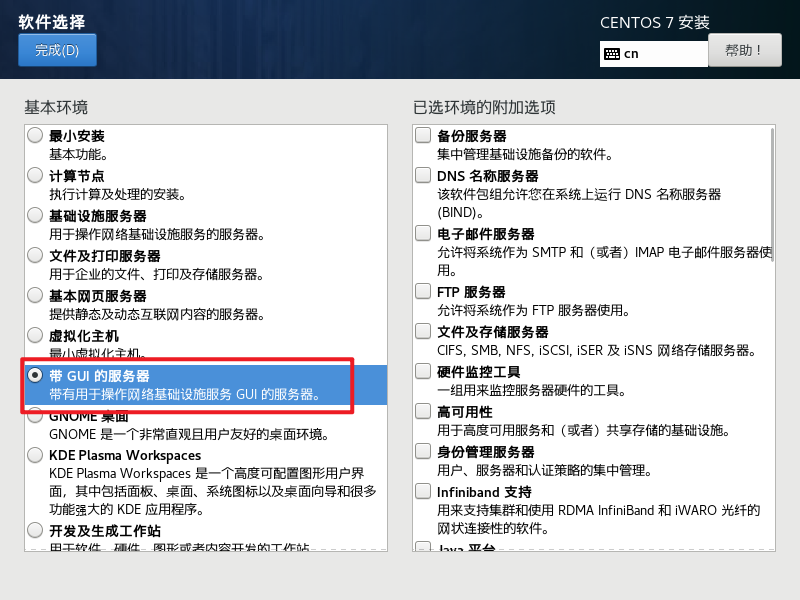 软件选择
CENTOS 7 安装
完成(D)
cn
帮助！
基本环境
最小安装
基本功能。
计算节点
执行计算及处理的安装。
基础设施服务器
用于操作网络基础设施服务的服务器。
文件及打印服务器
用于企业的文件、打印及存储服务器。
基本网页服务器
提供静态及动态互联网内容的服务器。
虚拟化主机
最小虚拟化主机。
带 GUI 的服务器
带有用于操作网络基础设施服务 GUI 的服务器。
GNOME 桌面
GNOME 是一个非常直观且用户友好的桌面环境。
KDE Plasma Workspaces
KDE Plasma Workspaces 是一个高度可配置图形用户界
面，其中包括面板、桌面、系统图标以及桌面向导和很多
功能强大的 KDE 应用程序。
开发及生成工作站
用于软件、硬件、图形或者内容开发的工作站
已选环境的附加选项
备份服务器
集中管理基础设施备份的软件。
DNS 名称服务器
该软件包组允许您在系统上运行 DNS 名称服务器
(BIND)。
电子邮件服务器
允许将系统作为 SMTP 和（或者）IMAP 电子邮件服务器使
用。
FTP 服务器
允许将系统作为 FTP 服务器使用。
文件及存储服务器
CIFS, SMB, NFS, iSCSI, iSER 及 iSNS 网络存储服务器。
硬件监控工具
一组用来监控服务器硬件的工具。
高可用性
用于高度可用服务和（或者）共享存储的基础设施。
身份管理服务器
用户、服务器和认证策略的集中管理。
Infiniband 支持
用来支持集群和使用 RDMA InfiniBand 和 iWARO 光纤的
网状连接性的软件。
Java 平台